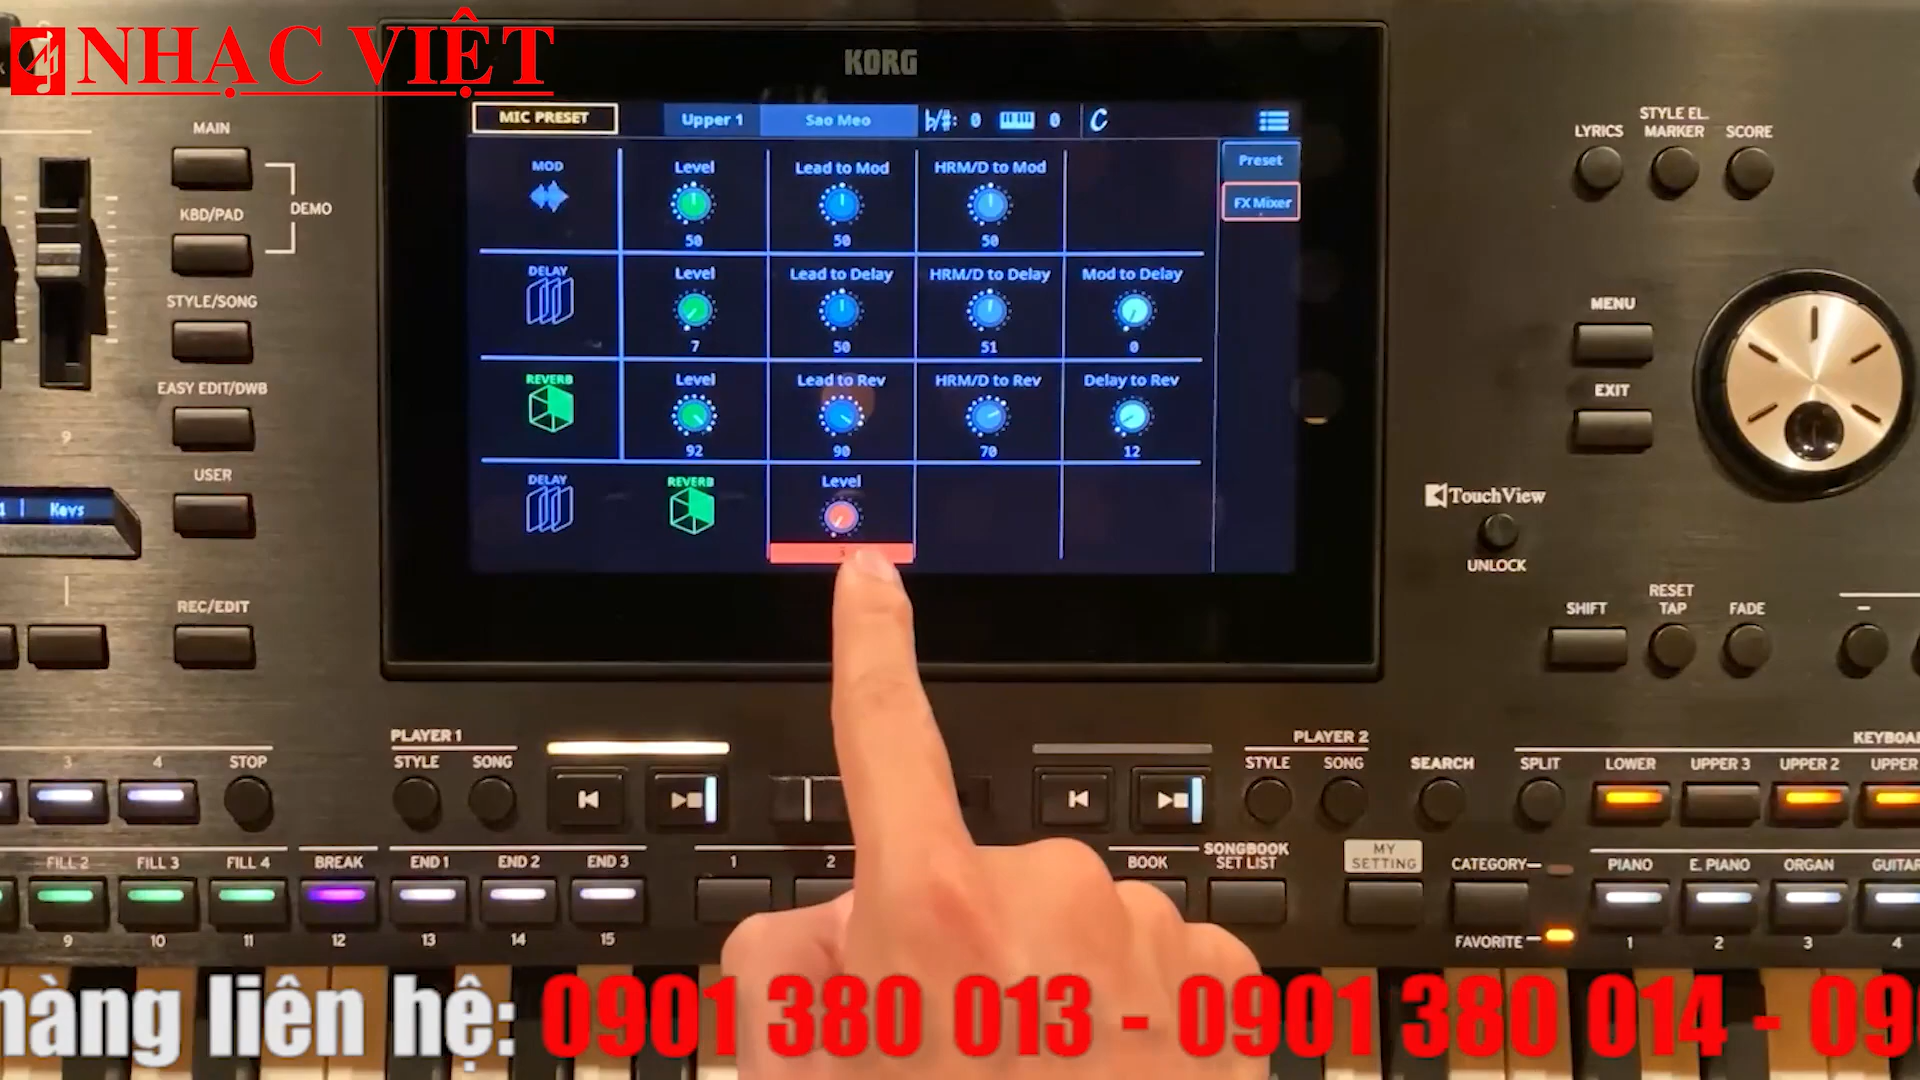 NHẠC VIỆT
KORG
MIC PRESET
Upper 1
Sao Meo
b/#: 0
0
C
Preset
FX Mixer
MOD
Level
50
Lead to Mod
50
HRM/D to Mod
50
DELAY
Level
7
Lead to Delay
50
HRM/D to Delay
51
Mod to Delay
0
REVERB
Level
92
Lead to Rev
90
HRM/D to Rev
70
Delay to Rev
12
DELAY
REVERB
Level
MAIN
KBD/PAD
DEMO
STYLE/SONG
EASY EDIT/DWB
USER
REC/EDIT
9
1 | Keys
LYRICS
STYLE EL.
MARKER
SCORE
MENU
EXIT
TouchView
UNLOCK
SHIFT
RESET
TAP
FADE
–
3
4
STOP
PLAYER 1
STYLE
SONG
PLAYER 2
STYLE
SONG
SEARCH
SPLIT
KEYBOA
LOWER
UPPER 3
UPPER 2
UPPER
FILL 2
FILL 3
FILL 4
BREAK
END 1
END 2
END 3
1
2
BOOK
SONGBOOK
SET LIST
MY
SETTING
CATEGORY
FAVORITE
PIANO
E. PIANO
ORGAN
GUITAR
9
10
11
12
13
14
15
1
2
3
4
hàng liên hệ: 0901 380 013 - 0901 380 014 - 09